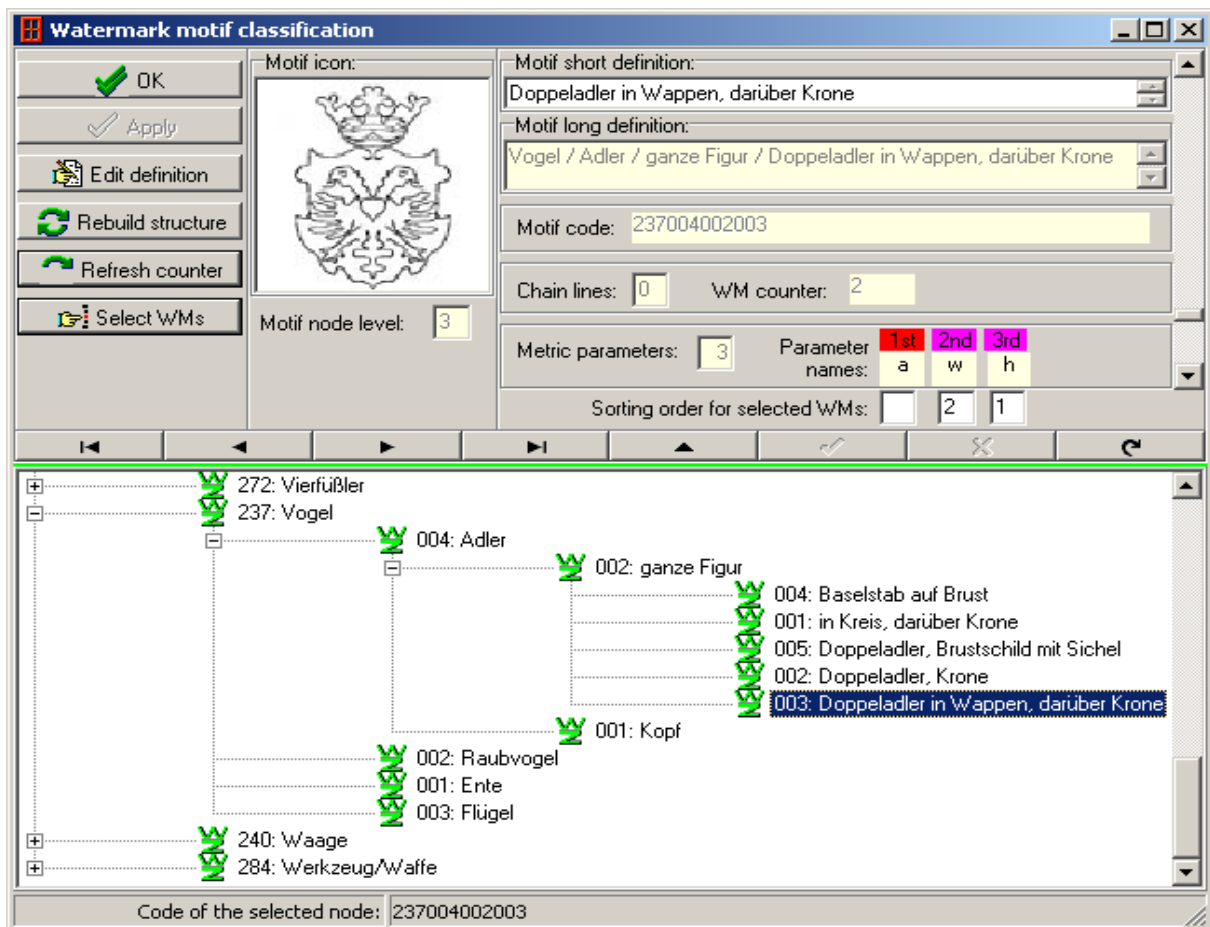 Watermark motif classification
OK
Apply
Edit definition
Rebuild structure
Refresh counter
Select WMs
Motif icon:
Motif node level: 3
Motif short definition:
Doppeladler in Wappen, darüber Krone
Motif long definition:
Vogel / Adler / ganze Figur / Doppeladler in Wappen, darüber Krone
Motif code: 237004002003
Chain lines: 0 WM counter: 2
Metric parameters: 3 Parameter names: 1st 2nd 3rd
a w h
Sorting order for selected WMs: 2 1
272: Vierfüßler
237: Vogel
004: Adler
002: ganze Figur
004: Baselstab auf Brust
001: in Kreis, darüber Krone
005: Doppeladler, Brustschild mit Sichel
002: Doppeladler, Krone
003: Doppeladler in Wappen, darüber Krone
001: Kopf
002: Raubvogel
001: Ente
003: Flügel
240: Waage
284: Werkzeug/Waffe
Code of the selected node: 237004002003